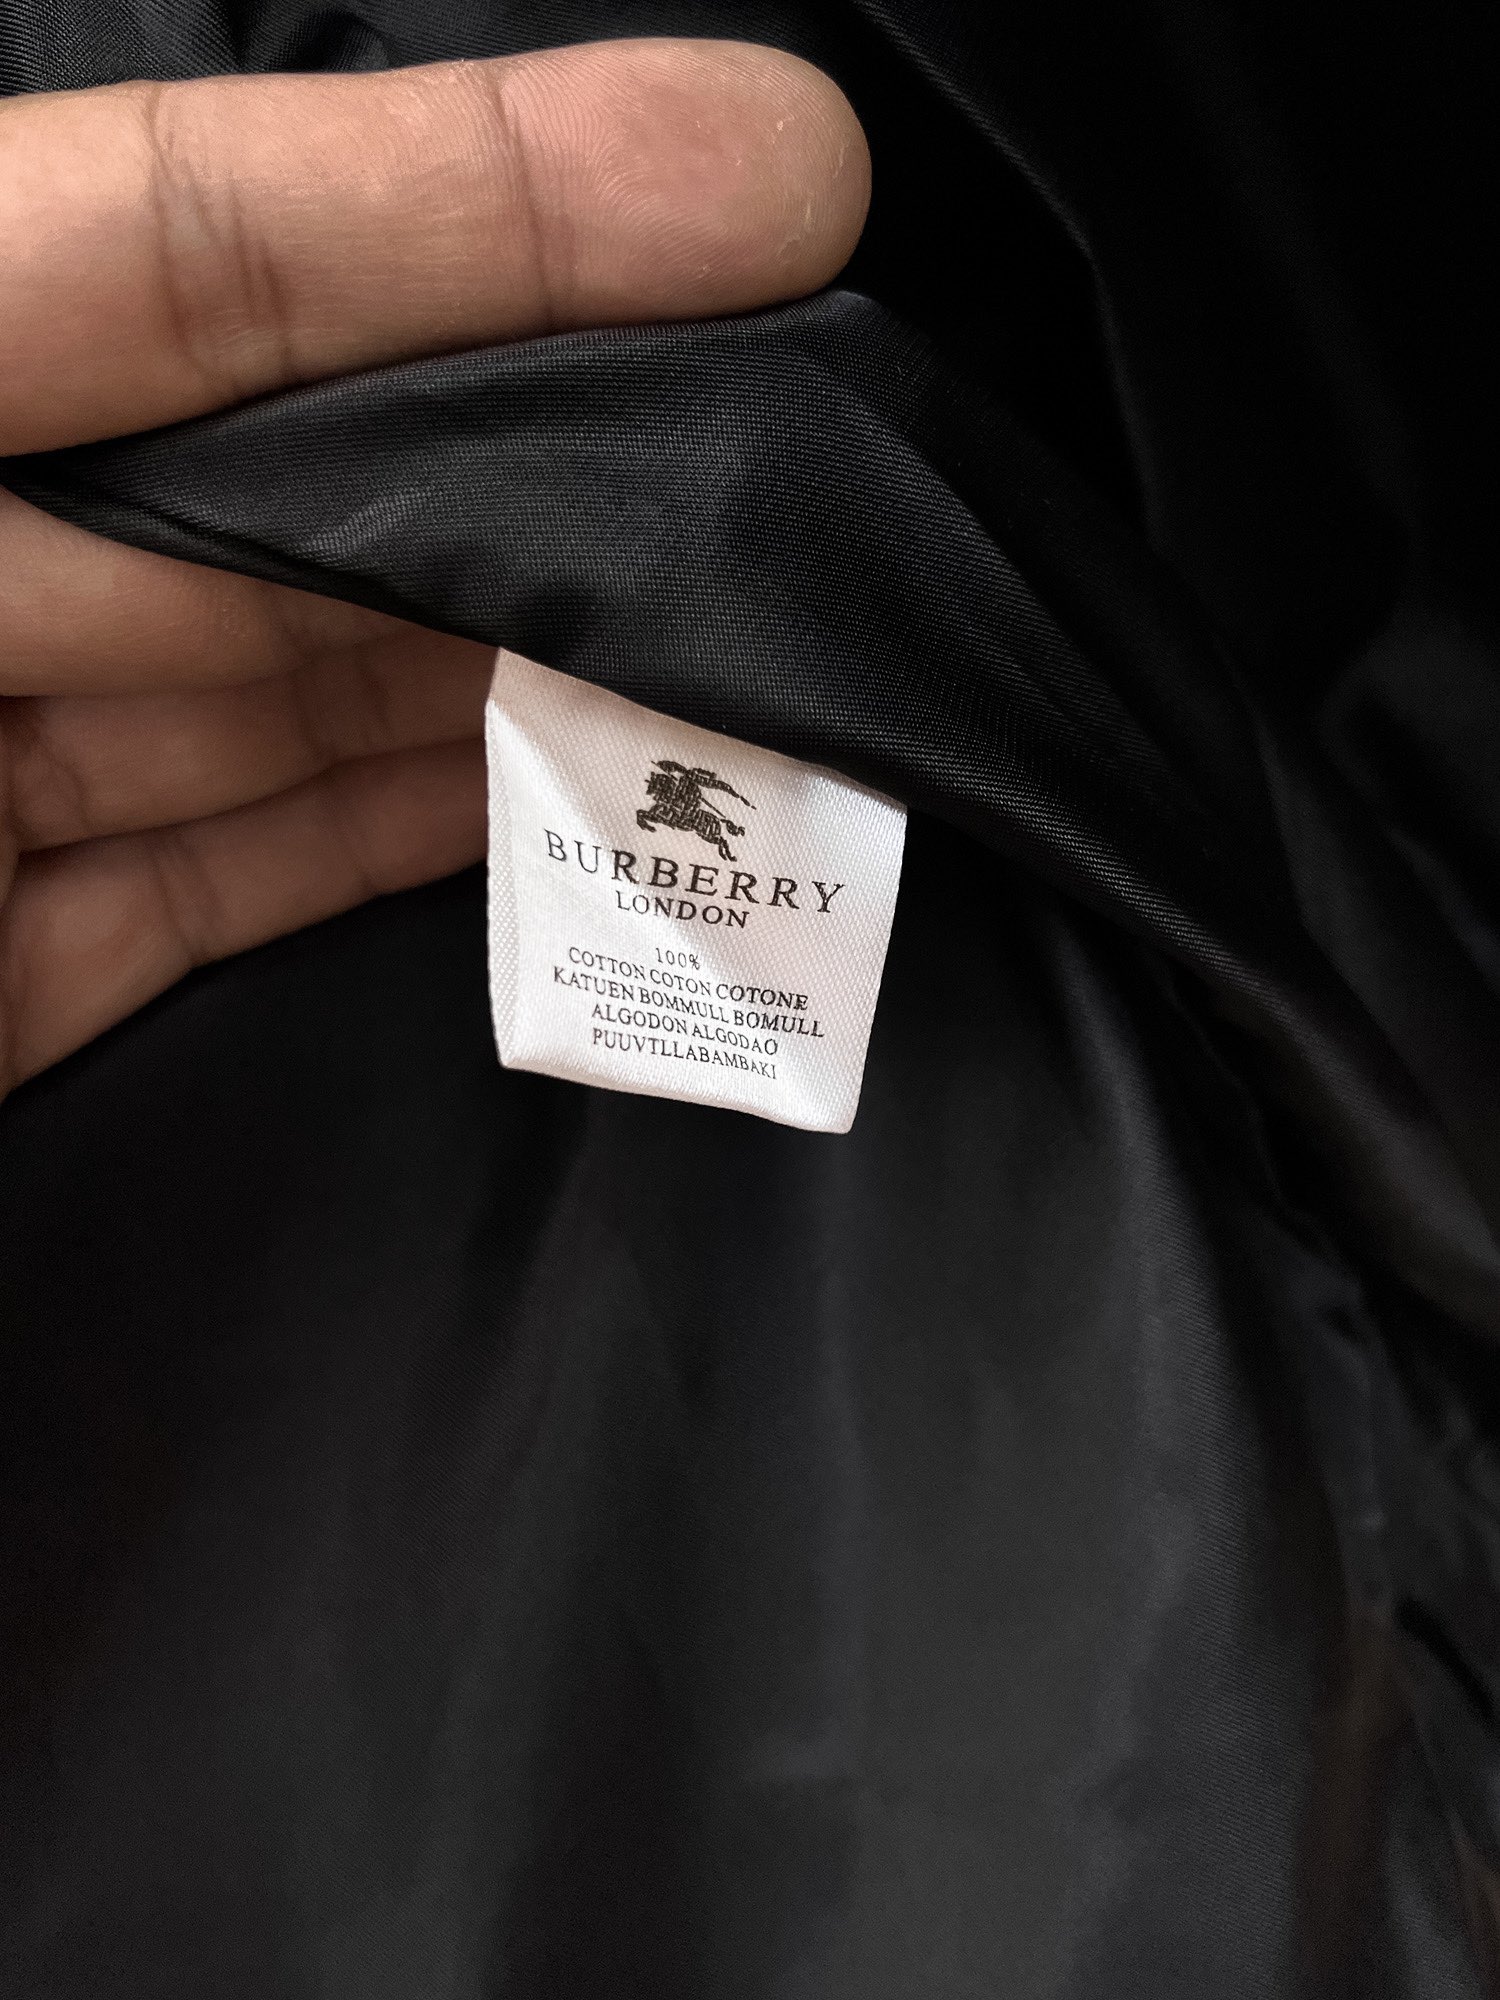 BURBERRY
LONDON
100%
COTTON COTON COTONE
KATUEN BOMMULL BOMULL
ALGODON ALGODAO
PUUVTLLABAMBAKI